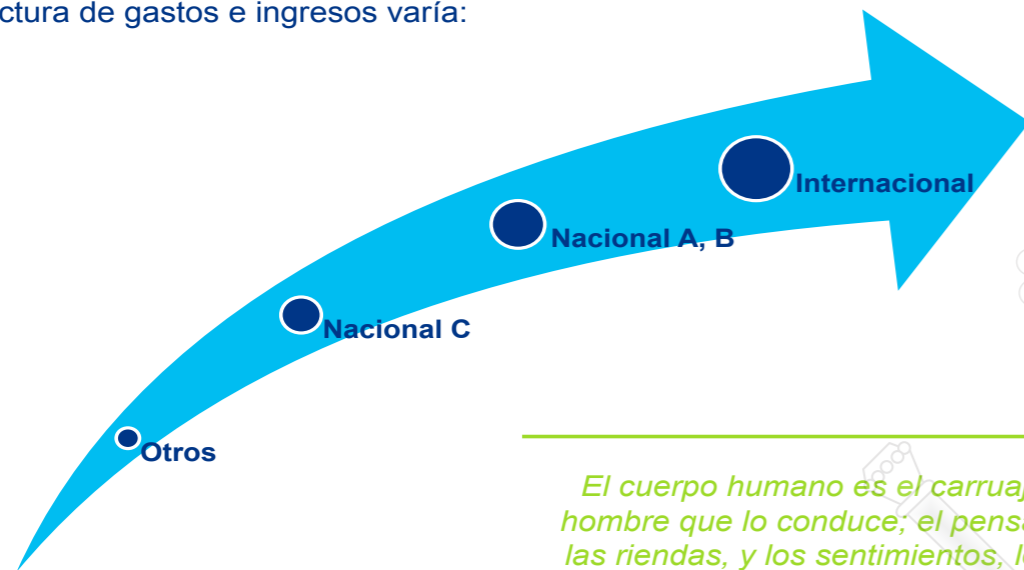 ctura de gastos e ingresos varía:
Internacional
Nacional A, B
Nacional C
Otros
El cuerpo humano es el carruaj
hombre que lo conduce; el pensa
las riendas, y los sentimientos, l